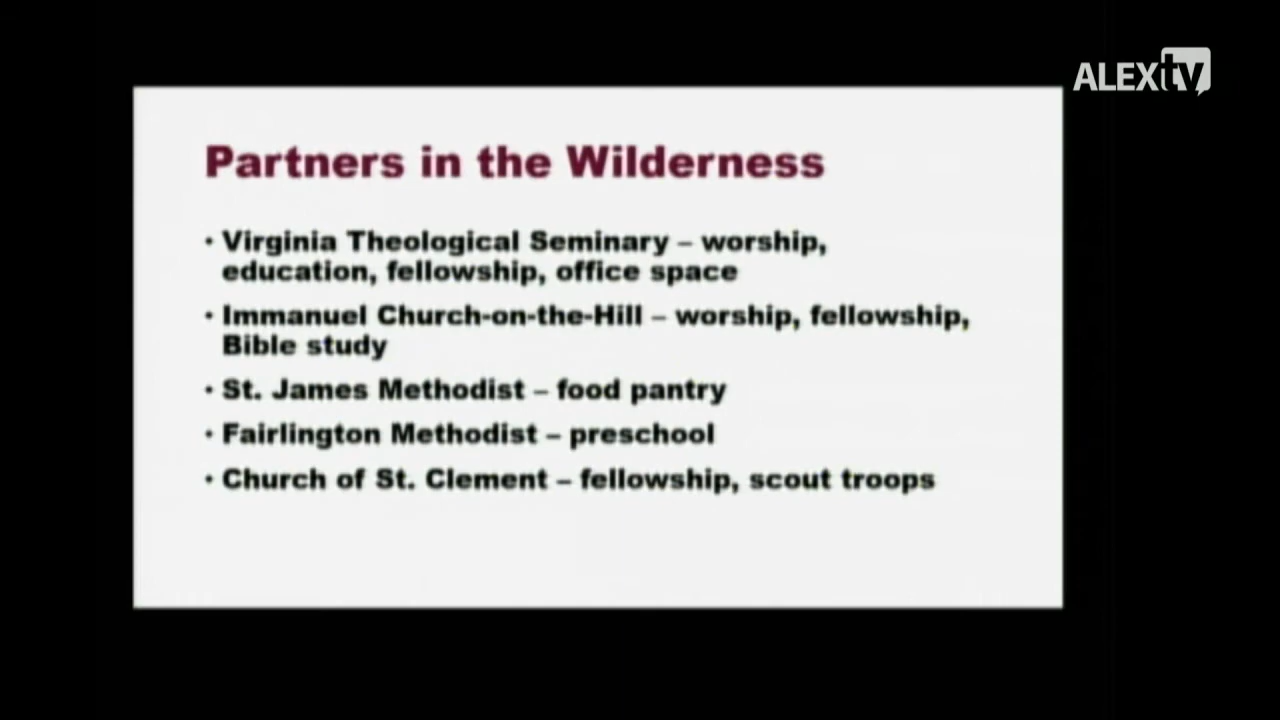 ALEXtv
Partners in the Wilderness
• Virginia Theological Seminary – worship,
education, fellowship, office space
• Immanuel Church-on-the-Hill – worship, fellowship,
Bible study
• St. James Methodist – food pantry
• Fairlington Methodist – preschool
• Church of St. Clement – fellowship, scout troops